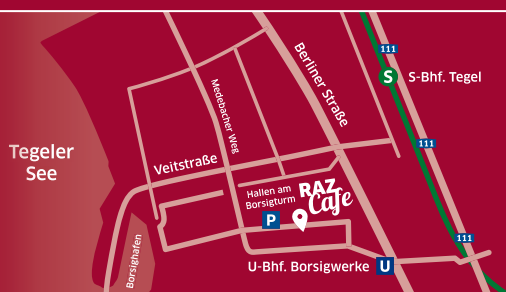 111
S
S-Bhf. Tegel
Berliner Straße
Medebacher Weg
111
Tegeler
See
Veitstraße
Hallen am
Borsigturm
RAZ
Cafe
P
Borsighafen
111
U-Bhf. Borsigwerke
U